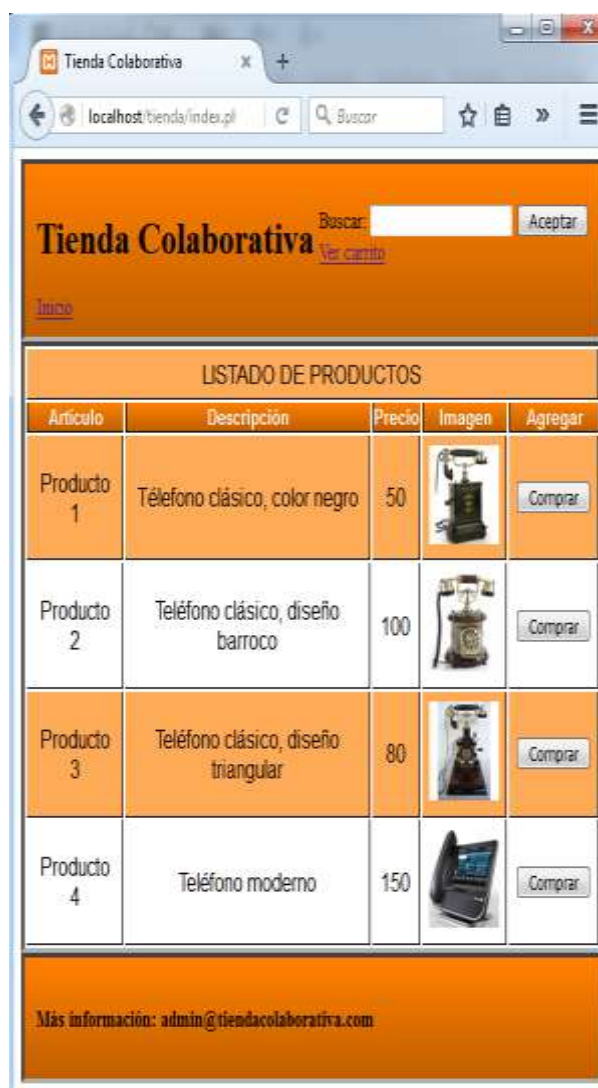 Tienda Colaborativa
localhost/tienda/index.pl
Buscar
Tienda Colaborativa
Buscar:
Aceptar
Ver carrito
Inicio
LISTADO DE PRODUCTOS
Artículo Descripción Precio Imagen Agregar
Producto 1
Télefono clásico, color negro
50
Comprar
Producto 2
Teléfono clásico, diseño barroco
100
Comprar
Producto 3
Teléfono clásico, diseño triangular
80
Comprar
Producto 4
Teléfono moderno
150
Comprar
Más información: admin@tiendacolaborativa.com